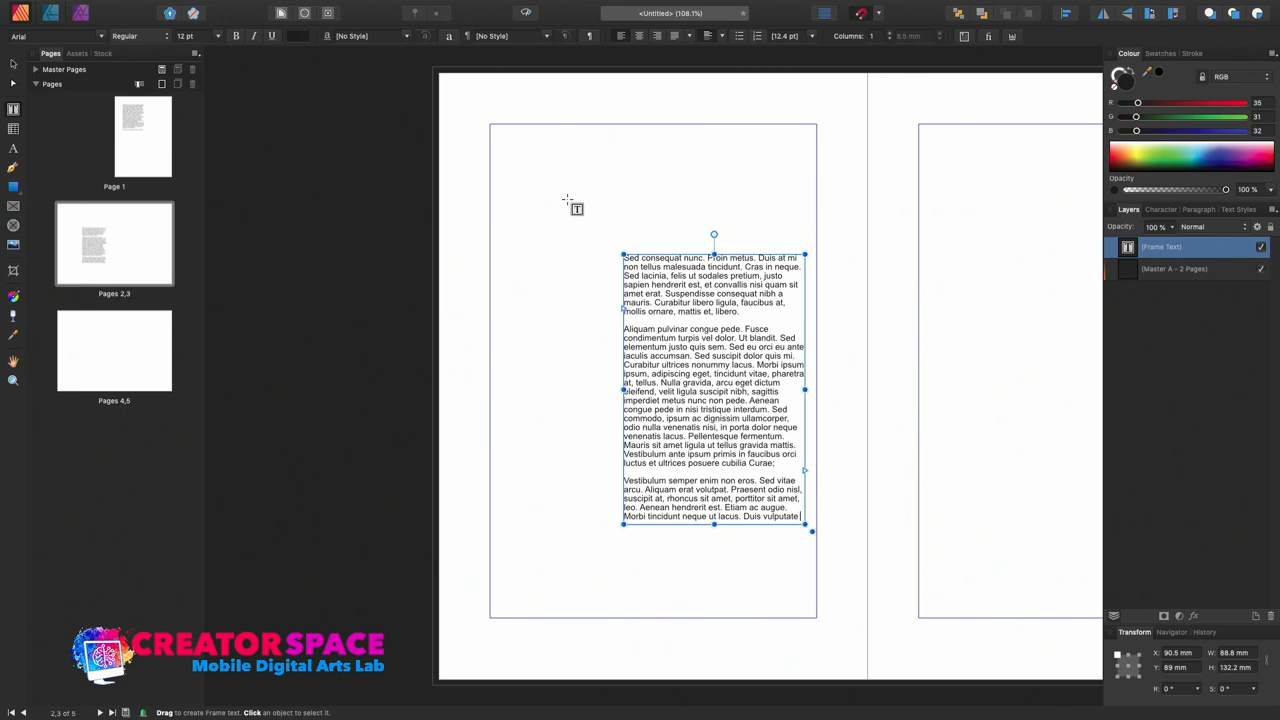 <Untitled> (108.1%)
Arial
Regular
12 pt
B I U
[No Style]
a
a
[No Style]
[12.4 pt]
Columns: 1
8.5 mm
Pages Assets Stock
Master Pages
Pages
Page 1
Pages 2,3
Pages 4,5
Sed consequat nunc. Proin metus. Duis at mi
non tellus malesuada tincidunt. Cras in neque.
Sed lacinia, felis ut sodales pretium, justo
sapien hendrerit est, et convallis nisi quam sit
amet erat. Suspendisse consequat nibh a
mauris. Curabitur libero ligula, faucibus at,
mollis ornare, mattis et, libero.
Aliquam pulvinar congue pede. Fusce
condimentum turpis vel dolor. Ut blandit. Sed
elementum justo quis sem. Sed eu orci eu ante
iaculis accumsan. Sed suscipit dolor quis mi.
Curabitur ultrices nonummy lacus. Morbi ipsum
ipsum, adipiscing eget, tincidunt vitae, pharetra
at, tellus. Nulla gravida, arcu eget dictum
eleifend, velit ligula suscipit nibh, sagittis
imperdiet metus nunc non pede. Aenean
congue pede in nisi tristique interdum. Sed
commodo, ipsum ac dignissim ullamcorper,
odio nulla venenatis nisi, in porta dolor neque
venenatis lacus. Pellentesque fermentum.
Mauris sit amet ligula ut tellus gravida mattis.
Vestibulum ante ipsum primis in faucibus orci
luctus et ultrices posuere cubilia Curae;
Vestibulum semper enim non eros. Sed vitae
arcu. Aliquam erat volutpat. Praesent odio nisl,
suscipit at, rhoncus sit amet, porttitor sit amet,
leo. Aenean hendrerit est. Etiam ac augue.
Morbi tincidunt neque ut lacus. Duis vulputate
Colour Swatches Stroke
RGB
R 35
G 31
B 32
Opacity
100 %
Layers Character Paragraph Text Styles
Opacity: 100 % Normal
(Frame Text)
(Master A - 2 Pages)
fx
Transform Navigator History
X: 90.5 mm W: 88.8 mm
Y: 89 mm H: 132.2 mm
R: 0 ° S: 0 °
CREATORSPACE
Mobile Digital Arts Lab
2,3 of 5
Drag to create Frame text. Click an object to select it.